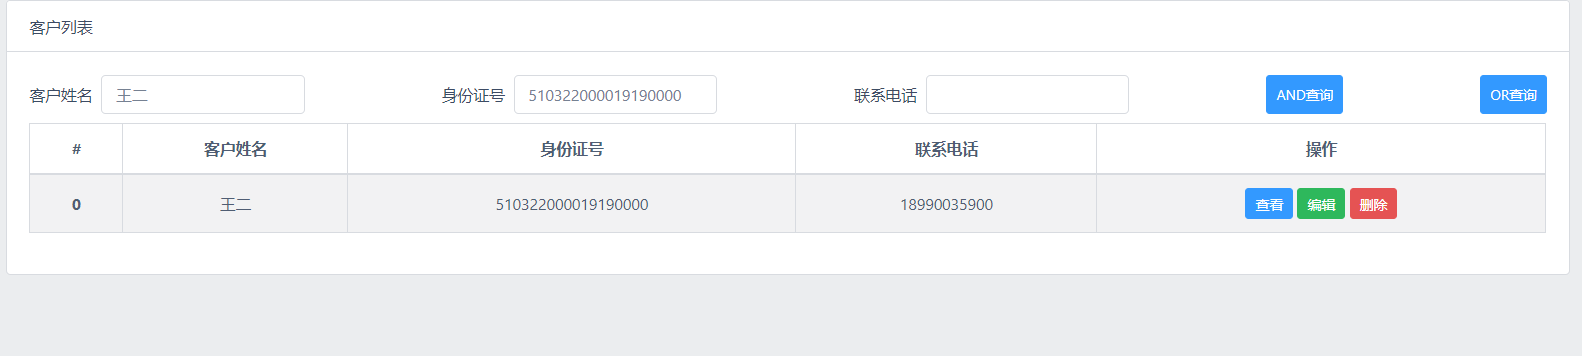 客户列表
客户姓名 王二 身份证号 510322000019190000 联系电话 AND查询 OR查询
# 客户姓名 身份证号 联系电话 操作
0 王二 510322000019190000 18990035900 查看 编辑 删除